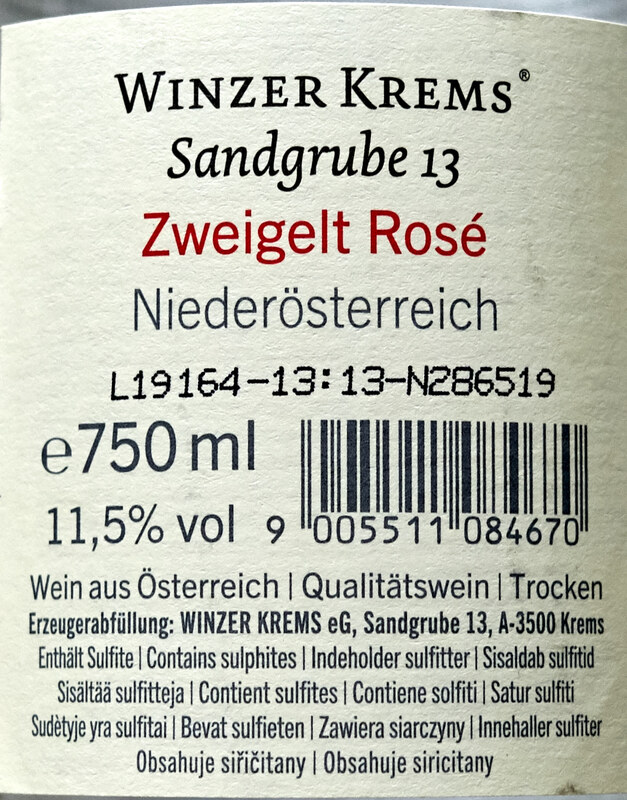 WINZER KREMS®
Sandgrube 13
Zweigelt Rosé
Niederösterreich
L19164-13:13-N286519
e750 ml
11,5% vol
9 005511 084670
Wein aus Österreich | Qualitätswein | Trocken
Erzeugerabfüllung: WINZER KREMS eG, Sandgrube 13, A-3500 Krems
Enthält Sulfite | Contains sulphites | Indeholder sulfitter | Sisaldab sulfitid
Sisältää sulfitteja | Contient sulfites | Contiene solfiti | Satur sulfiti
Sudėtyje yra sulfitai | Bevat sulfieten | Zawiera siarczyny | Innehaller sulfiter
Obsahuje siřičitany | Obsahuje siricitany